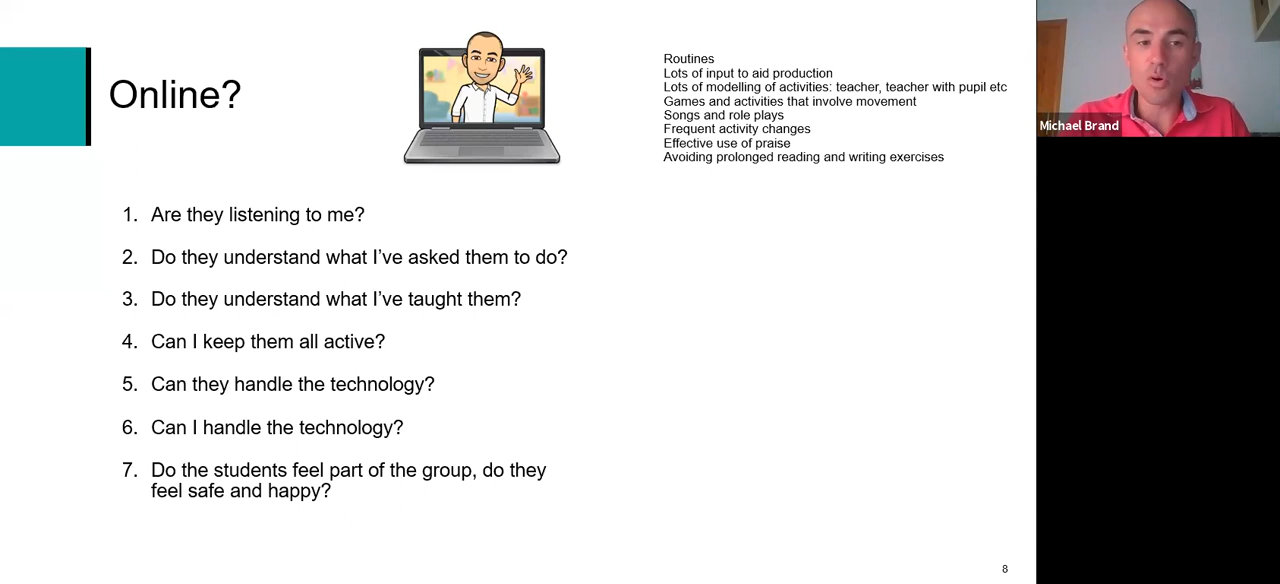 Online?
Routines
Lots of input to aid production
Lots of modelling of activities: teacher, teacher with pupil etc
Games and activities that involve movement
Songs and role plays
Frequent activity changes
Effective use of praise
Avoiding prolonged reading and writing exercises
Michael Brand
1. Are they listening to me?
2. Do they understand what I've asked them to do?
3. Do they understand what I've taught them?
4. Can I keep them all active?
5. Can they handle the technology?
6. Can I handle the technology?
7. Do the students feel part of the group, do they
feel safe and happy?
8